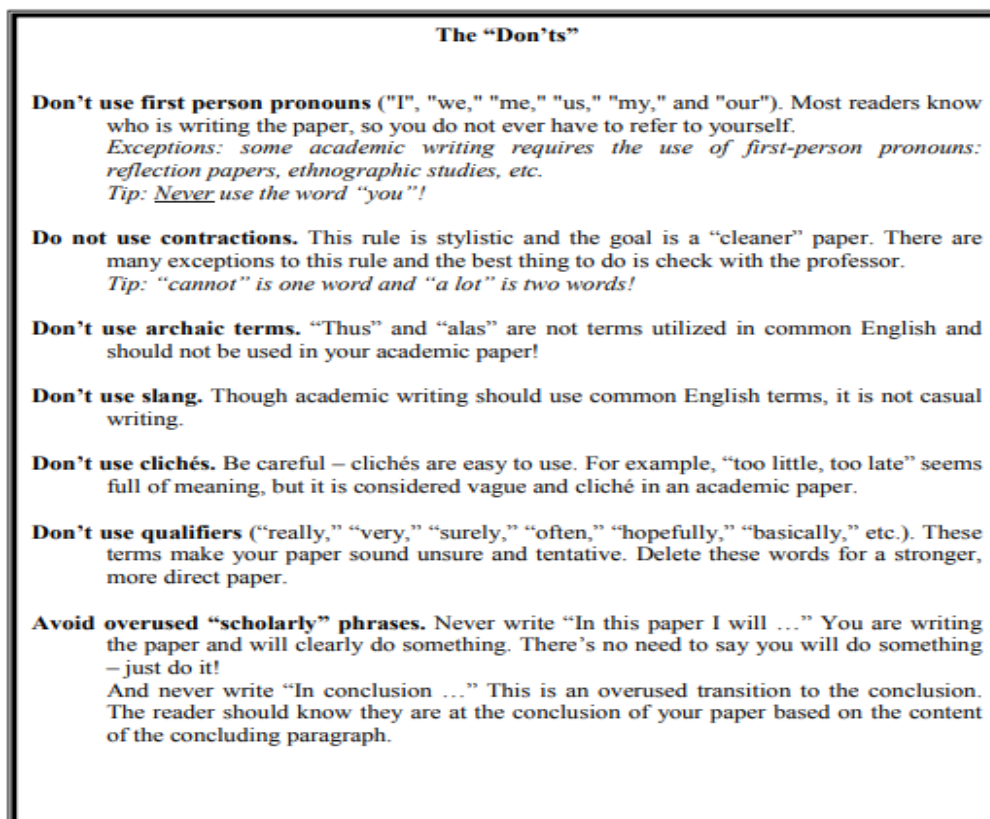 The “Don’ts”
Don’t use first person pronouns ("I", "we," "me," "us," "my," and "our"). Most readers know
who is writing the paper, so you do not ever have to refer to yourself.
Exceptions: some academic writing requires the use of first-person pronouns:
reflection papers, ethnographic studies, etc.
Tip: Never use the word “you”!
Do not use contractions. This rule is stylistic and the goal is a “cleaner” paper. There are
many exceptions to this rule and the best thing to do is check with the professor.
Tip: “cannot” is one word and “a lot” is two words!
Don’t use archaic terms. “Thus” and “alas” are not terms utilized in common English and
should not be used in your academic paper!
Don’t use slang. Though academic writing should use common English terms, it is not casual
writing.
Don’t use clichés. Be careful – clichés are easy to use. For example, “too little, too late” seems
full of meaning, but it is considered vague and cliché in an academic paper.
Don’t use qualifiers (“really,” “very,” “surely,” “often,” “hopefully,” “basically,” etc.). These
terms make your paper sound unsure and tentative. Delete these words for a stronger,
more direct paper.
Avoid overused “scholarly” phrases. Never write “In this paper I will …” You are writing
the paper and will clearly do something. There’s no need to say you will do something
– just do it!
And never write “In conclusion …” This is an overused transition to the conclusion.
The reader should know they are at the conclusion of your paper based on the content
of the concluding paragraph.